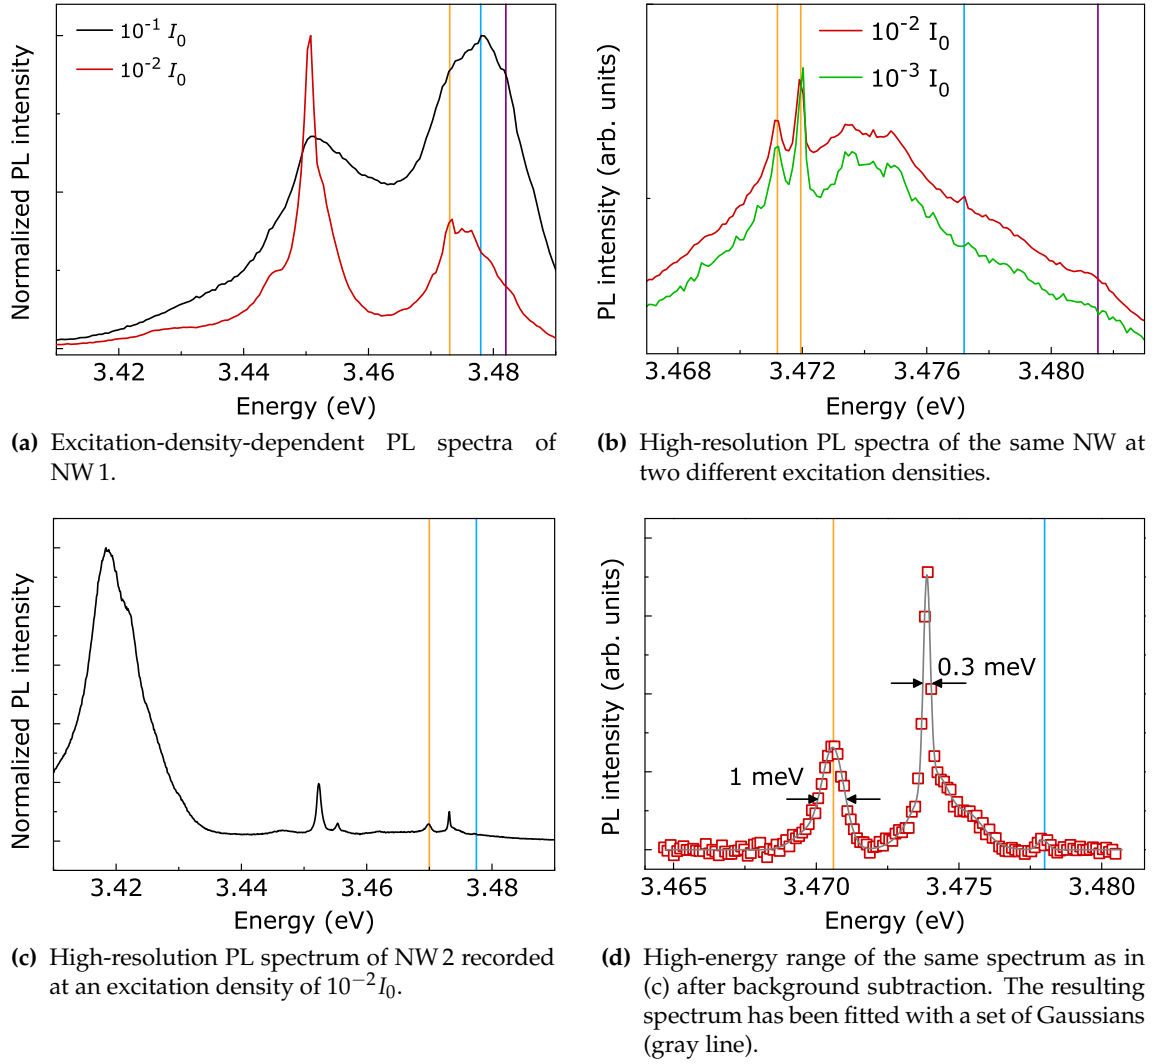 Normalized PL intensity
10⁻¹ I₀
10⁻² I₀
3.42 3.44 3.46 3.48
Energy (eV)
(a) Excitation-density-dependent PL spectra of
NW 1.
PL intensity (arb. units)
10⁻² I₀
10⁻³ I₀
3.468 3.472 3.476 3.480
Energy (eV)
(b) High-resolution PL spectra of the same NW at
two different excitation densities.
Normalized PL intensity
3.42 3.44 3.46 3.48
Energy (eV)
(c) High-resolution PL spectrum of NW 2 recorded
at an excitation density of 10⁻²I₀.
PL intensity (arb. units)
0.3 meV
1 meV
3.465 3.470 3.475 3.480
Energy (eV)
(d) High-energy range of the same spectrum as in
(c) after background subtraction. The resulting
spectrum has been fitted with a set of Gaussians
(gray line).